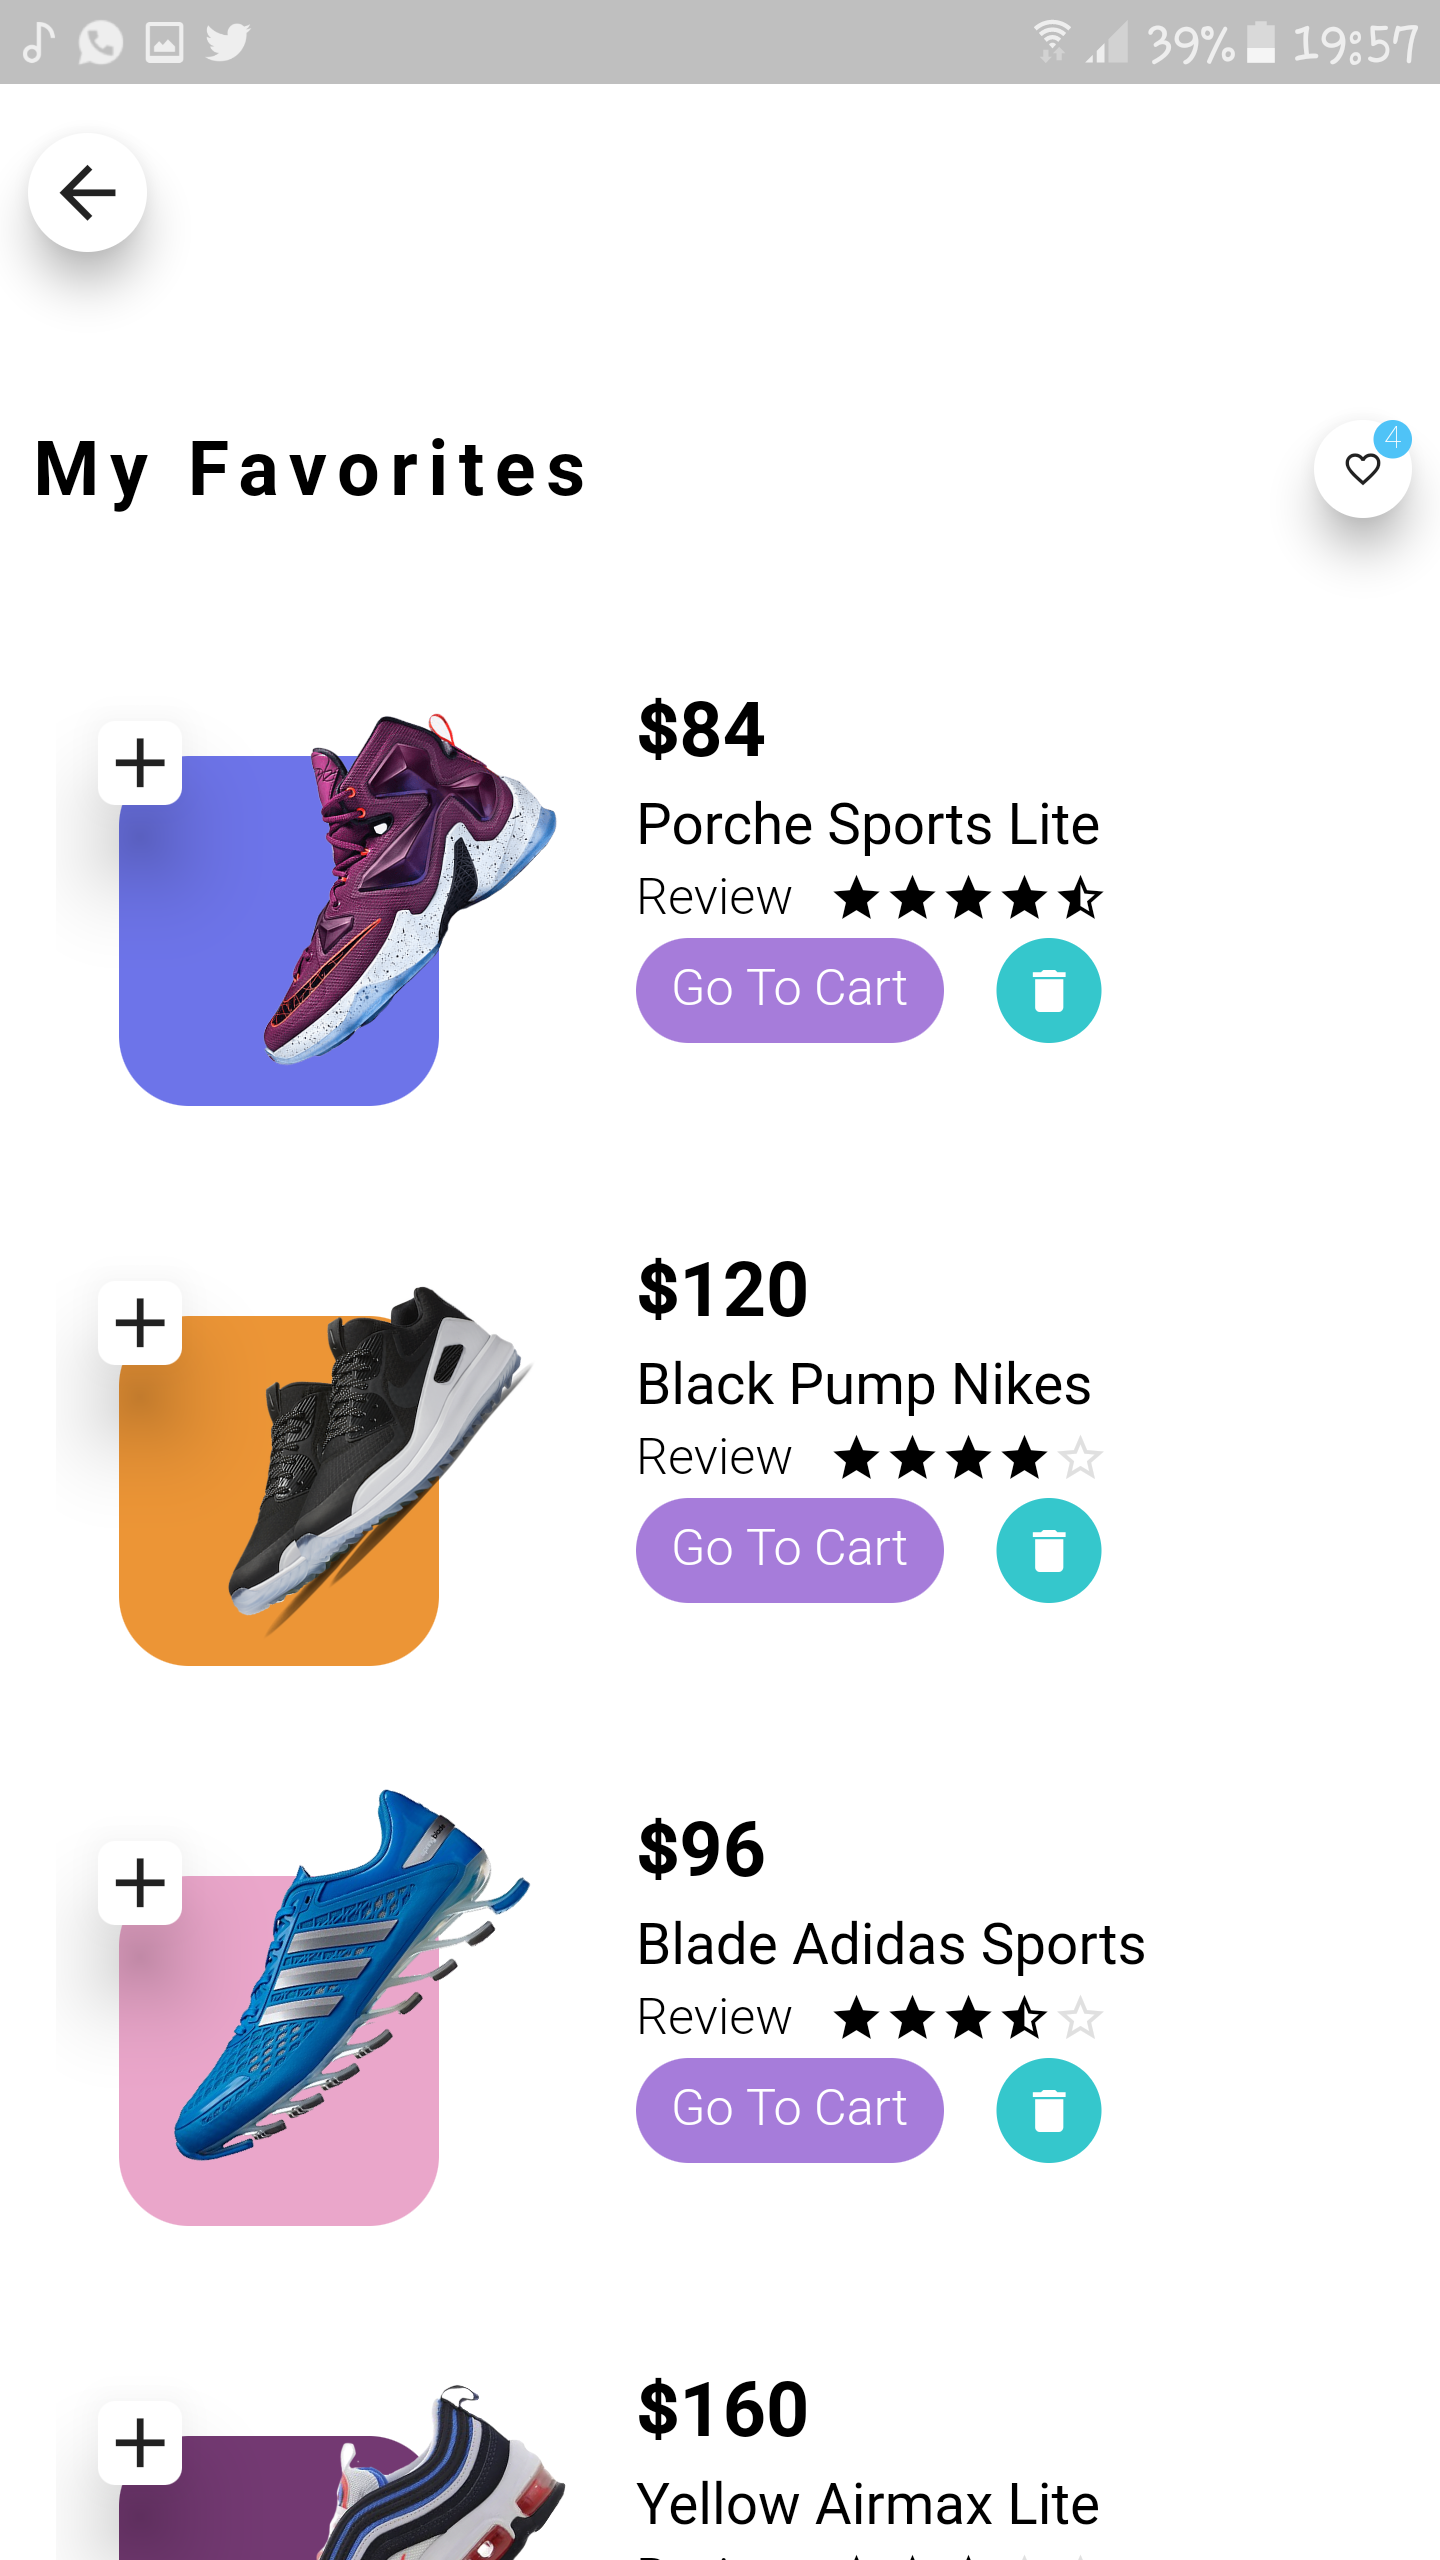 39% 19:57
My Favorites
4
$84
Porche Sports Lite
Review
Go To Cart
$120
Black Pump Nikes
Review
Go To Cart
$96
Blade Adidas Sports
Review
Go To Cart
$160
Yellow Airmax Lite